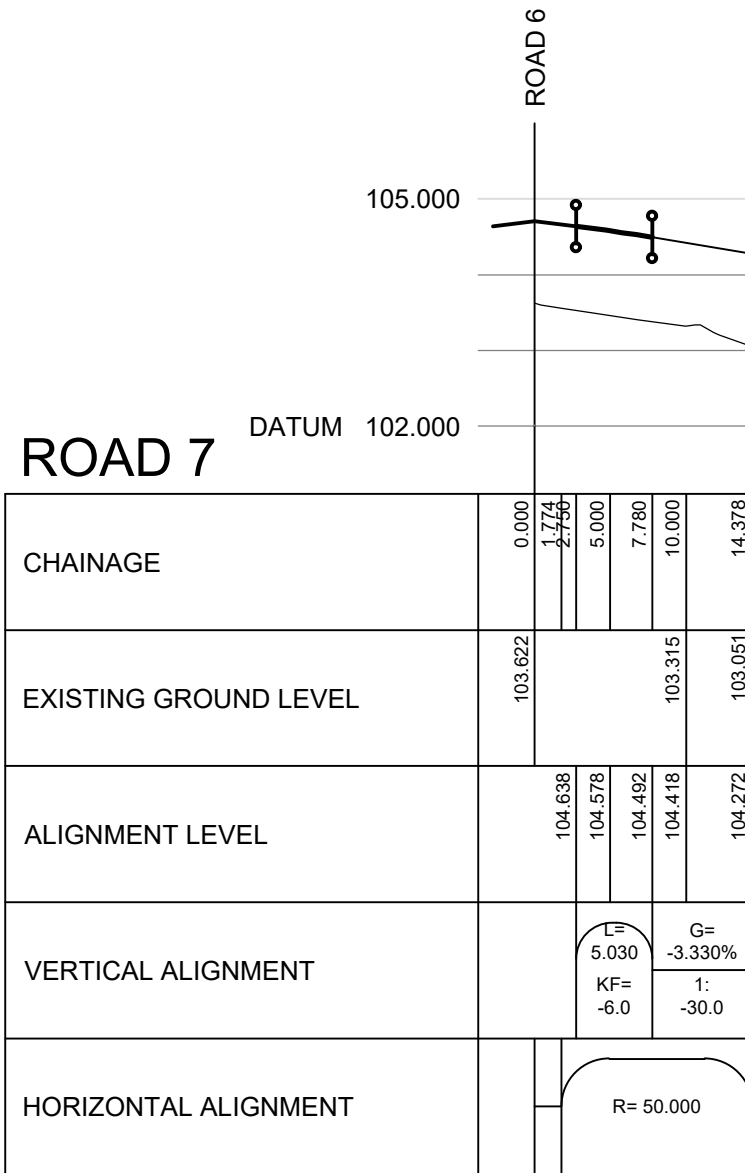 ROAD 6
105.000
DATUM 102.000
ROAD 7
CHAINAGE 0.000 1.774 2.750 5.000 7.780 10.000 14.378
EXISTING GROUND LEVEL 103.622 103.315 103.051
ALIGNMENT LEVEL 104.638 104.578 104.492 104.418 104.272
VERTICAL ALIGNMENT
L=
5.030
KF=
-6.0
G=
-3.330%
1:
-30.0
HORIZONTAL ALIGNMENT R= 50.000